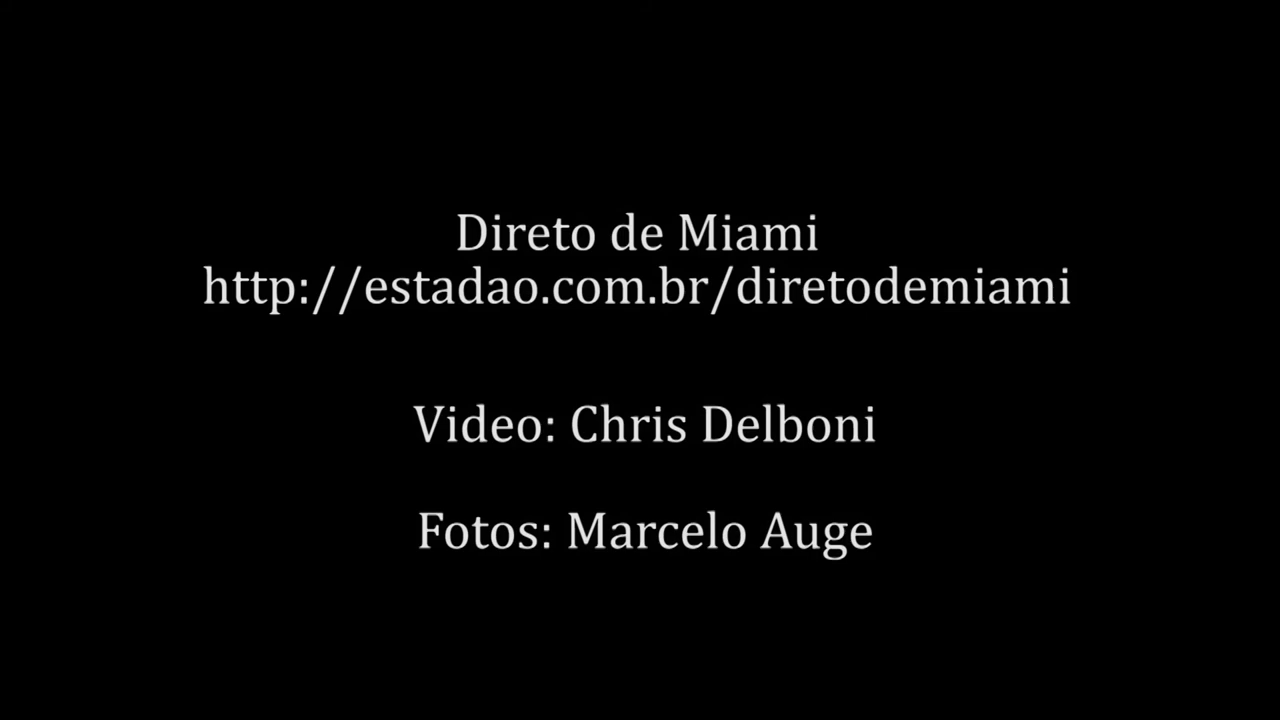 Direto de Miami
http://estadao.com.br/diretodemiami
Video: Chris Delboni
Fotos: Marcelo Auge